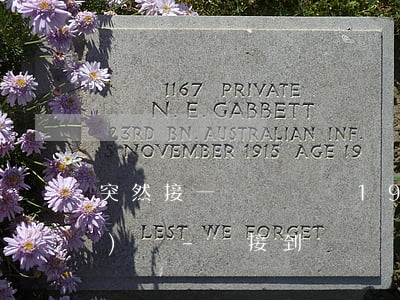 1167 PRIVATE
N. E. GABBETT
23RD BN. AUSTRALIAN INF.
5 NOVEMBER 1915 AGE 19
突然接一 19
LEST WE FORGET
) - 接到